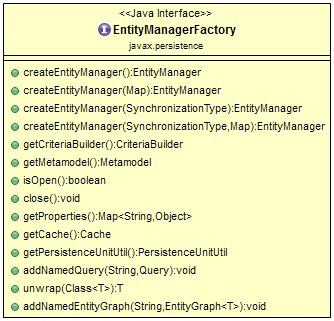 <<Java Interface>>
I EntityManagerFactory
javax.persistence
createEntityManager():EntityManager
createEntityManager(Map):EntityManager
createEntityManager(SynchronizationType):EntityManager
createEntityManager(SynchronizationType,Map):EntityManager
getCriteriaBuilder():CriteriaBuilder
getMetamodel():Metamodel
isOpen():boolean
close():void
getProperties():Map<String,Object>
getCache():Cache
getPersistenceUnitUtil():PersistenceUnitUtil
addNamedQuery(String,Query):void
unwrap(Class<T>):T
addNamedEntityGraph(String,EntityGraph<T>):void